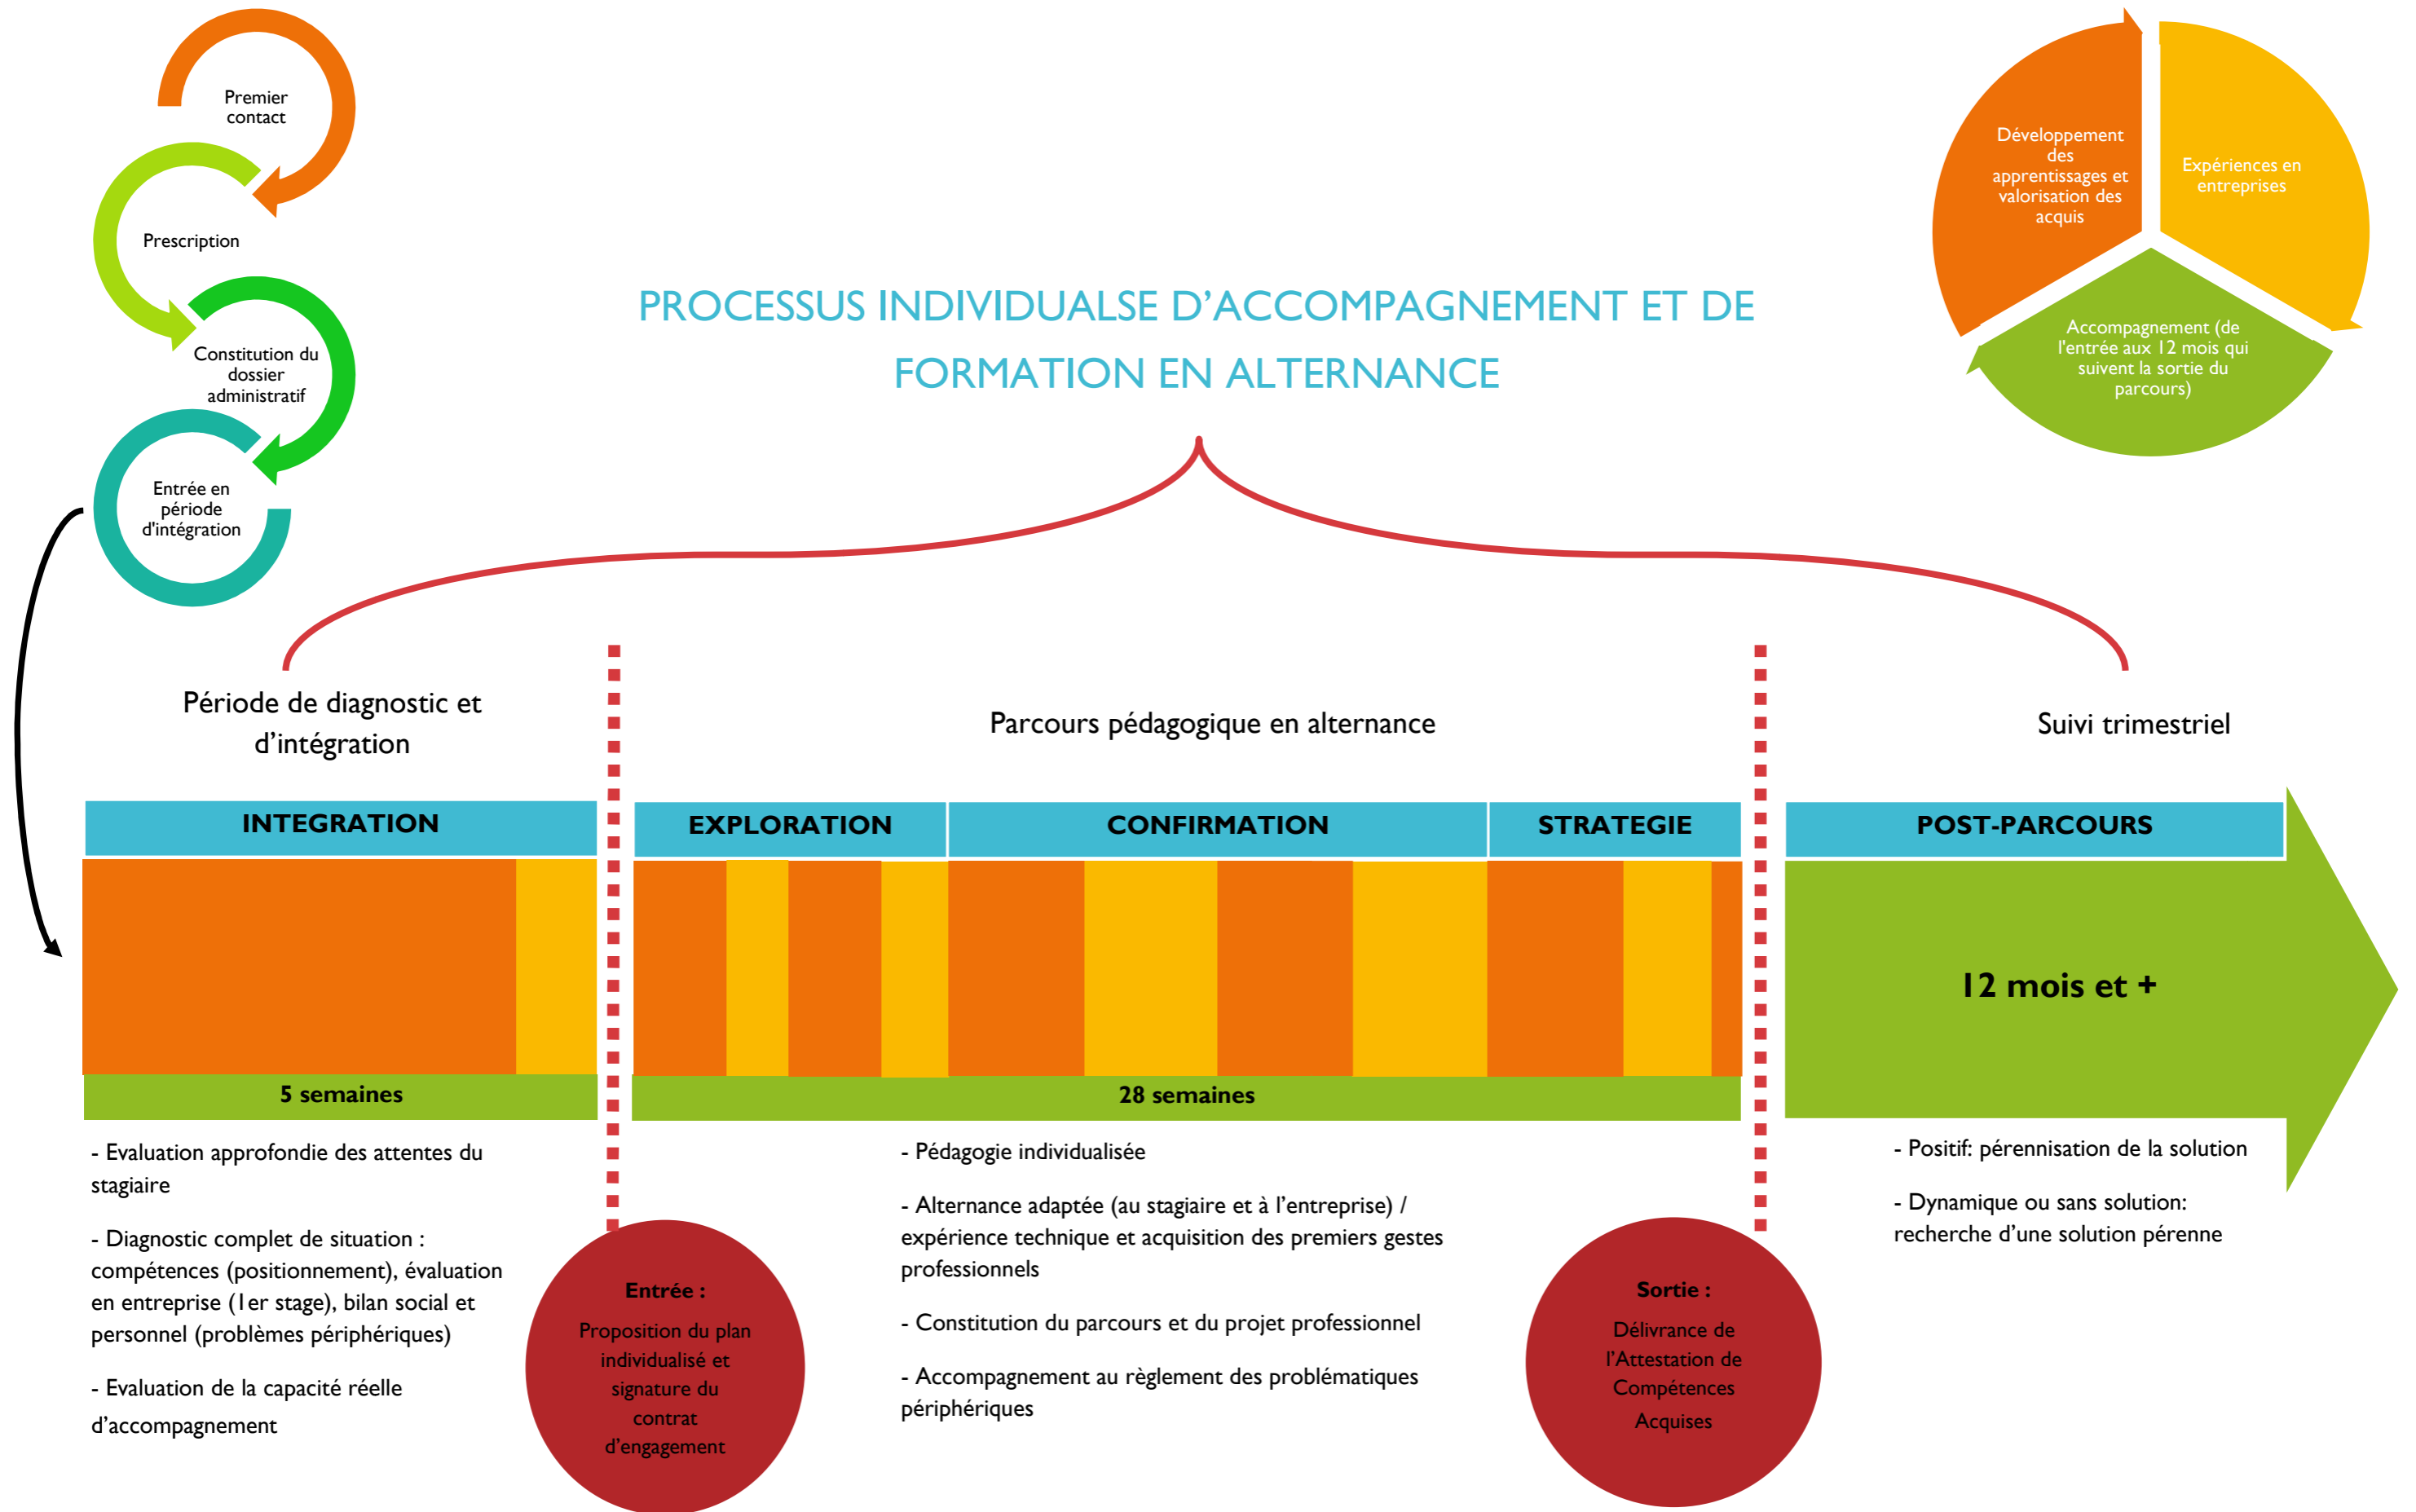 Premier
contact
Prescription
Constitution du
dossier
administratif
Entrée en
période
d'intégration
Développement
des
apprentissages et
valorisation des
acquis
Expériences en
entreprises
Accompagnement (de
l'entrée aux 12 mois qui
suivent la sortie du
parcours)
PROCESSUS INDIVIDUALSE D’ACCOMPAGNEMENT ET DE
FORMATION EN ALTERNANCE
Période de diagnostic et
d’intégration
Parcours pédagogique en alternance
Suivi trimestriel
INTEGRATION
EXPLORATION
CONFIRMATION
STRATEGIE
POST-PARCOURS
12 mois et +
5 semaines
28 semaines
- Evaluation approfondie des attentes du
stagiaire
- Diagnostic complet de situation :
compétences (positionnement), évaluation
en entreprise (1er stage), bilan social et
personnel (problèmes périphériques)
- Evaluation de la capacité réelle
d’accompagnement
Entrée :
Proposition du plan
individualisé et
signature du
contrat
d’engagement
- Pédagogie individualisée
- Alternance adaptée (au stagiaire et à l’entreprise) /
expérience technique et acquisition des premiers gestes
professionnels
- Constitution du parcours et du projet professionnel
- Accompagnement au règlement des problématiques
périphériques
Sortie :
Délivrance de
l’Attestation de
Compétences
Acquises
- Positif: pérennisation de la solution
- Dynamique ou sans solution:
recherche d’une solution pérenne